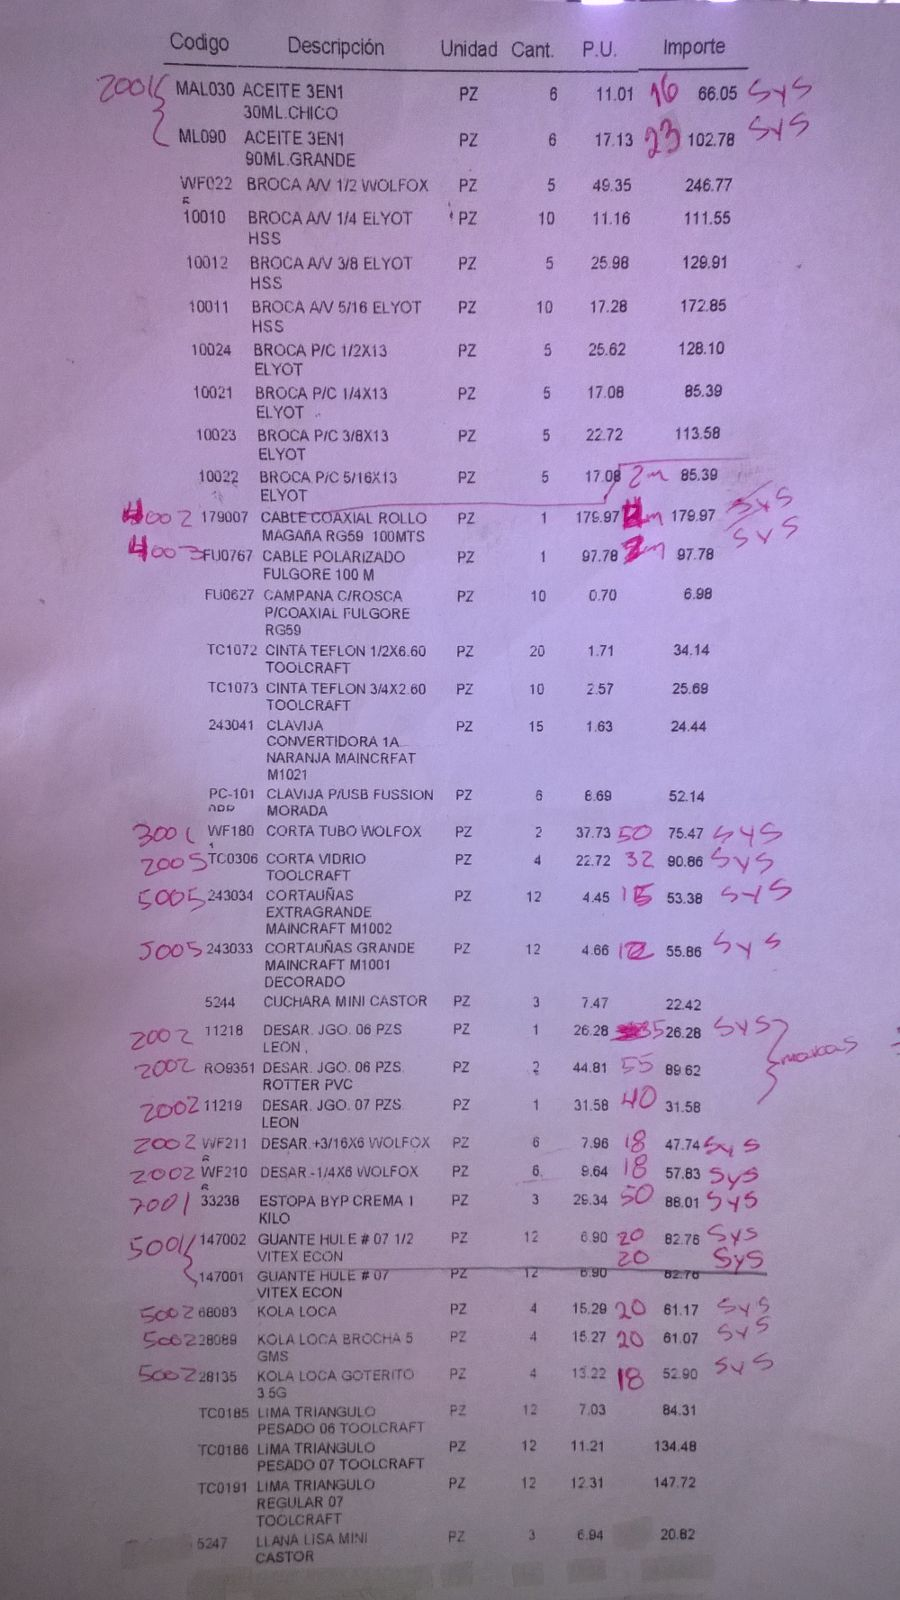 Codigo Descripción Unidad Cant. P.U. Importe
2001 MAL030 ACEITE 3EN1 PZ 6 11.01 16 66.05 SyS
30ML.CHICO
ML090 ACEITE 3EN1 PZ 6 17.13 23 102.78 SyS
90ML.GRANDE
WF022 BROCA A/V 1/2 WOLFOX PZ 5 49.35 246.77
10010 BROCA A/V 1/4 ELYOT PZ 10 11.16 111.55
HSS
10012 BROCA A/V 3/8 ELYOT PZ 5 25.98 129.91
HSS
10011 BROCA A/V 5/16 ELYOT PZ 10 17.28 172.85
HSS
10024 BROCA P/C 1/2X13 PZ 5 25.62 128.10
ELYOT
10021 BROCA P/C 1/4X13 PZ 5 17.08 85.39
ELYOT
10023 BROCA P/C 3/8X13 PZ 5 22.72 113.58
ELYOT
10022 BROCA P/C 5/16X13 PZ 5 17.08 2m 85.39
ELYOT
4002 179007 CABLE COAXIAL ROLLO PZ 1 179.97 179.97 SyS
MAGAÑA RG59 100MTS
4003 FU0767 CABLE POLARIZADO PZ 1 97.78 97.78 SyS
FULGORE 100 M
FU0627 CAMPANA C/ROSCA PZ 10 0.70 6.98
P/COAXIAL FULGORE
RG59
TC1072 CINTA TEFLON 1/2X6.60 PZ 20 1.71 34.14
TOOLCRAFT
TC1073 CINTA TEFLON 3/4X2.60 PZ 10 2.57 25.69
TOOLCRAFT
243041 CLAVIJA PZ 15 1.63 24.44
CONVERTIDORA 1A
NARANJA MAINCRFAT
M1021
PC-101 CLAVIJA P/USB FUSSION PZ 6 8.69 52.14
MORADA
3001 WF180 CORTA TUBO WOLFOX PZ 2 37.73 50 75.47 SYS
1
2005 TC0306 CORTA VIDRIO PZ 4 22.72 32 90.86 SyS
TOOLCRAFT
5005 243034 CORTAUÑAS PZ 12 4.45 15 53.38 SyS
EXTRAGRANDE
MAINCRAFT M1002
5005 243033 CORTAUÑAS GRANDE PZ 12 4.66 12 55.86 SyS
MAINCRAFT M1001
DECORADO
5244 CUCHARA MINI CASTOR PZ 3 7.47 22.42
2002 11218 DESAR. JGO. 06 PZS PZ 1 26.28 35 26.28 SyS
LEON
2002 RO9351 DESAR. JGO. 06 PZS. PZ 2 44.81 55 89.62
ROTTER PVC
2002 11219 DESAR. JGO. 07 PZS PZ 1 31.58 40 31.58
LEON
2002 WF211 DESAR.+3/16X6 WOLFOX PZ 6 7.96 18 47.74 SyS
R
2002 WF210 DESAR.-1/4X6 WOLFOX PZ 6 9.64 18 57.83 SyS
R
7001 33238 ESTOPA BYP CREMA 1 PZ 3 29.34 50 88.01 SyS
KILO
5001 147002 GUANTE HULE # 07 1/2 PZ 12 6.90 20 82.76 SyS
VITEX ECON 20 SyS
147001 GUANTE HULE # 07 PZ 12 6.90 82.76
VITEX ECON
5002 68083 KOLA LOCA PZ 4 15.29 20 61.17 SyS
5002 28089 KOLA LOCA BROCHA 5 PZ 4 15.27 20 61.07 SyS
GMS
5002 28135 KOLA LOCA GOTERITO PZ 4 13.22 18 52.90 SyS
3.5G
TC0185 LIMA TRIANGULO PZ 12 7.03 84.31
PESADO 06 TOOLCRAFT
TC0186 LIMA TRIANGULO PZ 12 11.21 134.48
PESADO 07 TOOLCRAFT
TC0191 LIMA TRIANGULO PZ 12 12.31 147.72
REGULAR 07
TOOLCRAFT
5247 LLANA LISA MINI PZ 3 6.94 20.82
CASTOR